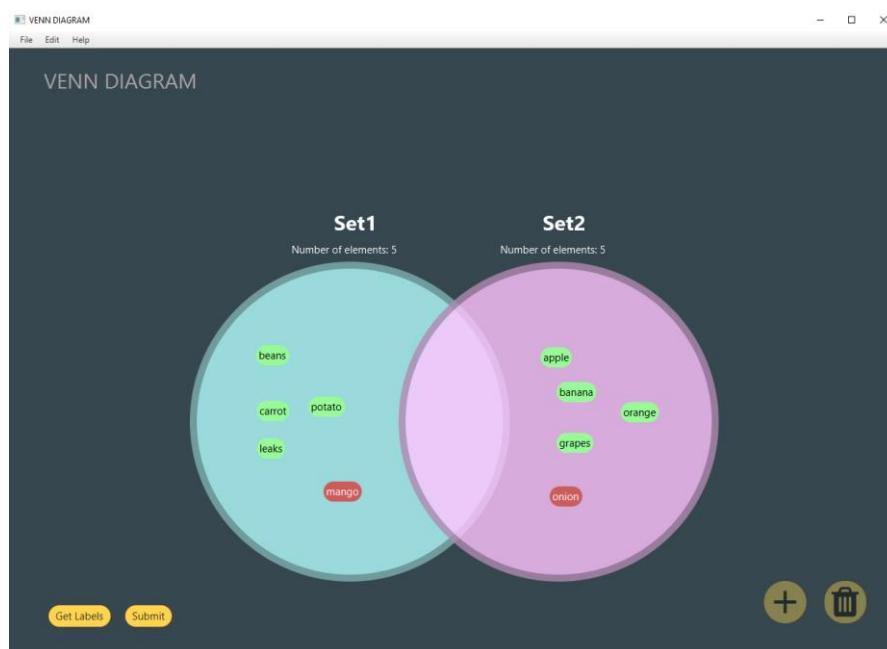 VENN DIAGRAM
File Edit Help
VENN DIAGRAM
Set1 Set2
Number of elements: 5 Number of elements: 5
beans
apple
banana
carrot potato
orange
leaks
grapes
mango
onion
Get Labels Submit